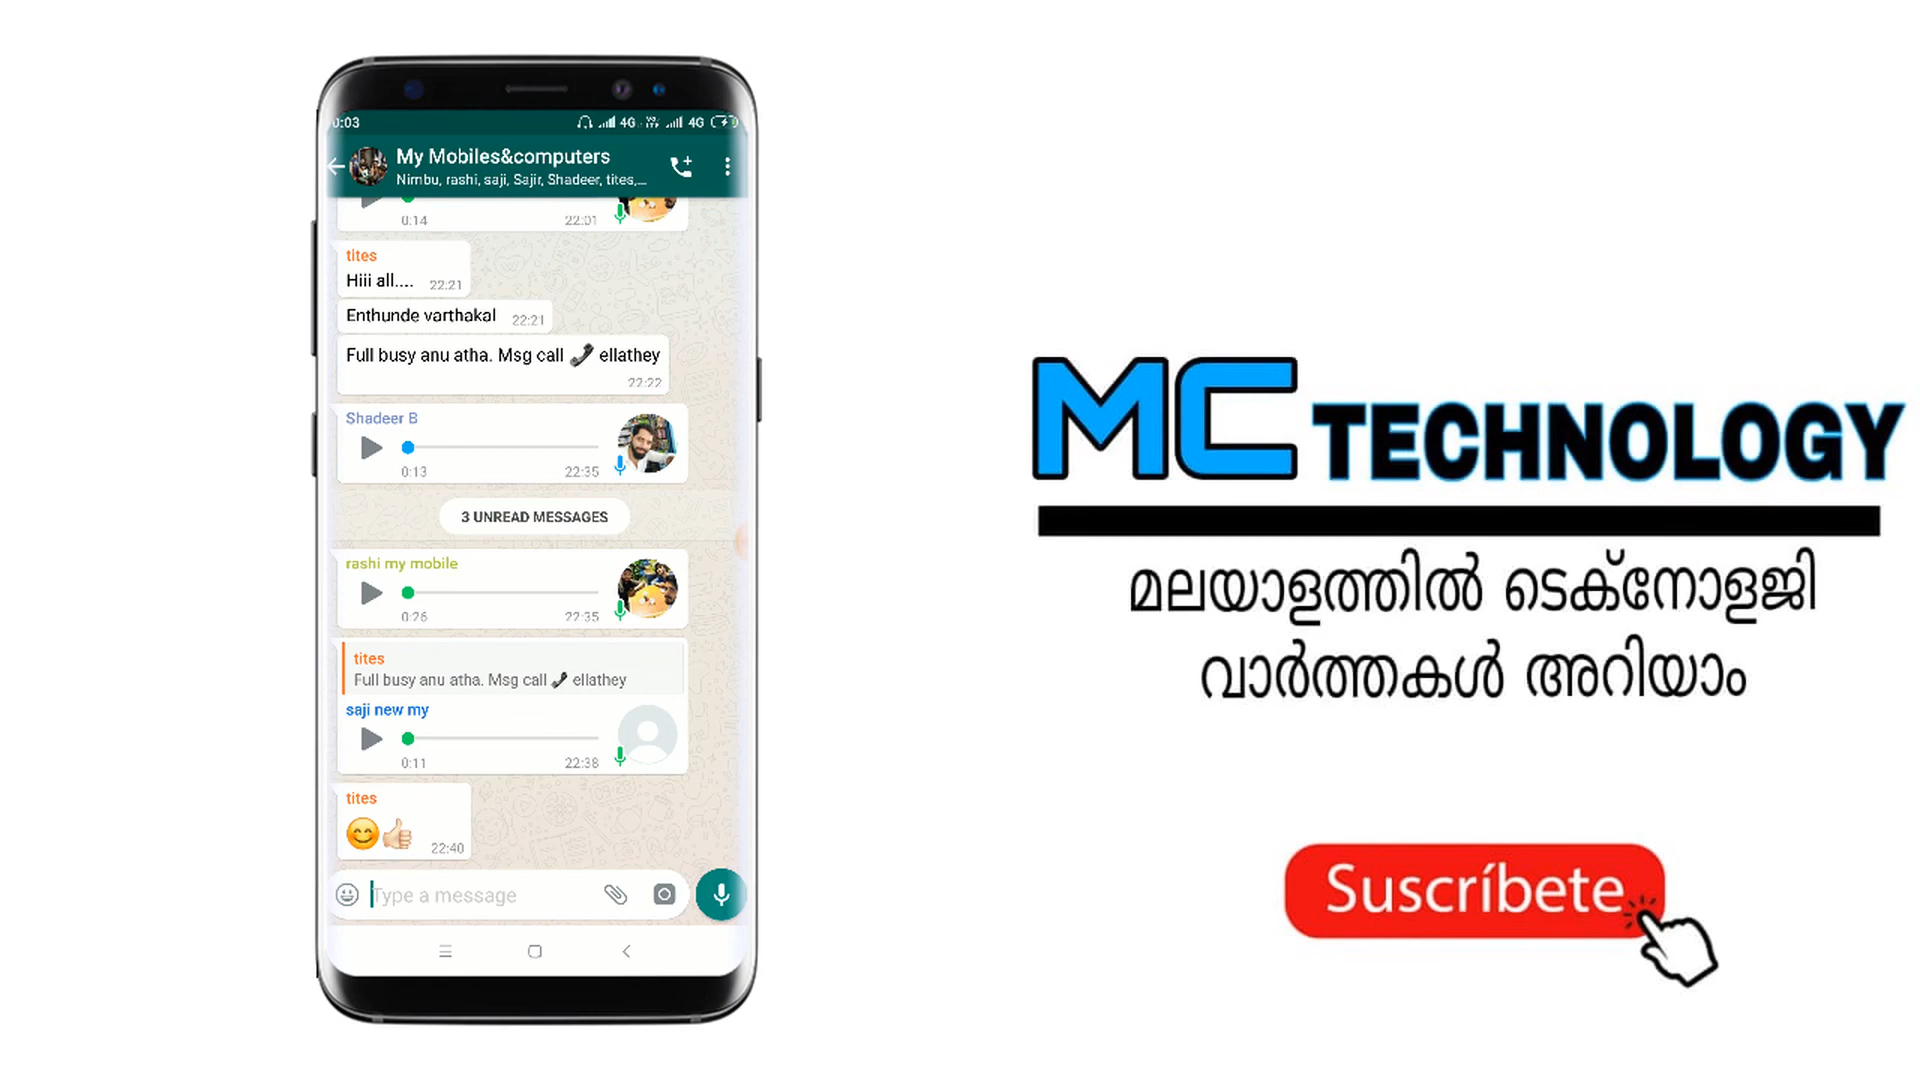 0:03
4G
VoLTE
4G
My Mobiles&computers
Nimbu, rashi, saji, Sajir, Shadeer, tites,...
0:14 22:01
tites
Hiii all.... 22:21
Enthunde varthakal 22:21
Full busy anu atha. Msg call 📞 ellathey
22:22
Shadeer B
0:13 22:35
3 UNREAD MESSAGES
rashi my mobile
0:26 22:35
tites
Full busy anu atha. Msg call 📞 ellathey
saji new my
0:11 22:38
tites
😊👍🏻 22:40
Type a message
MC TECHNOLOGY
മലയാളത്തിൽ ടെക്നോളജി
വാർത്തകൾ അറിയാം
Suscríbete